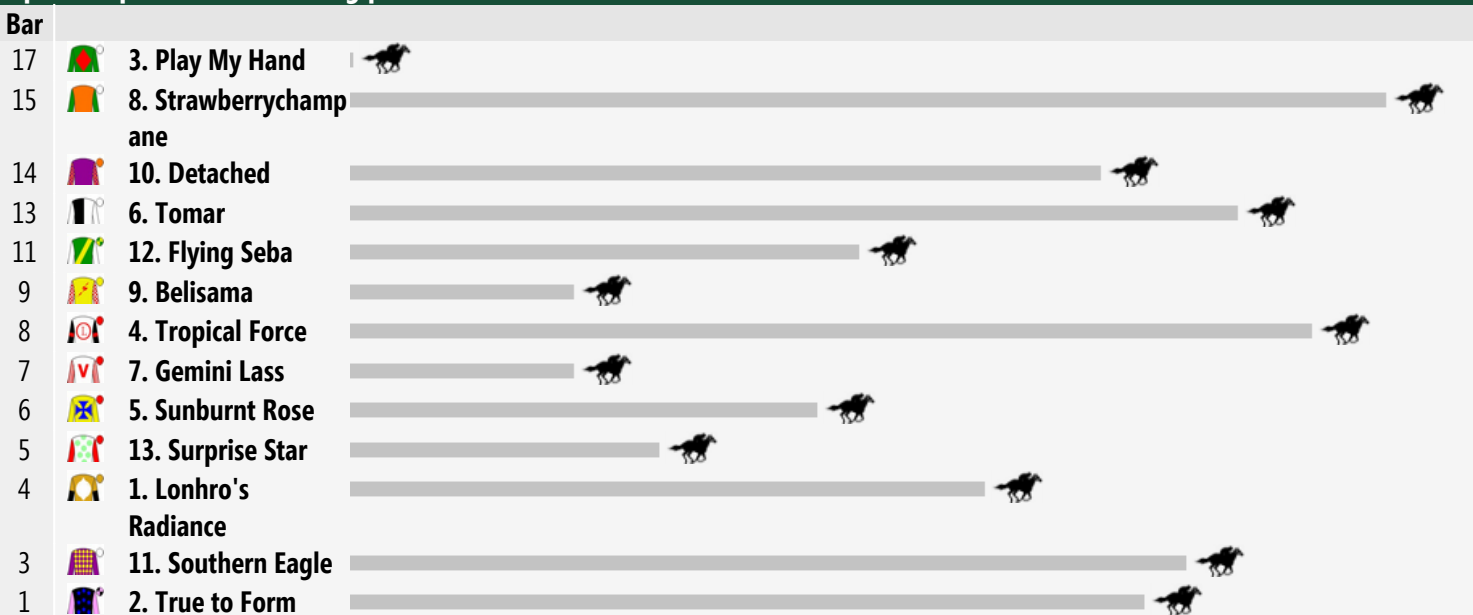 Bar
17 3. Play My Hand
15 8. Strawberrychamp
ane
14 10. Detached
13 6. Tomar
11 12. Flying Seba
9 9. Belisama
8 4. Tropical Force
7 7. Gemini Lass
6 5. Sunburnt Rose
5 13. Surprise Star
4 1. Lonhro's
Radiance
3 11. Southern Eagle
1 2. True to Form